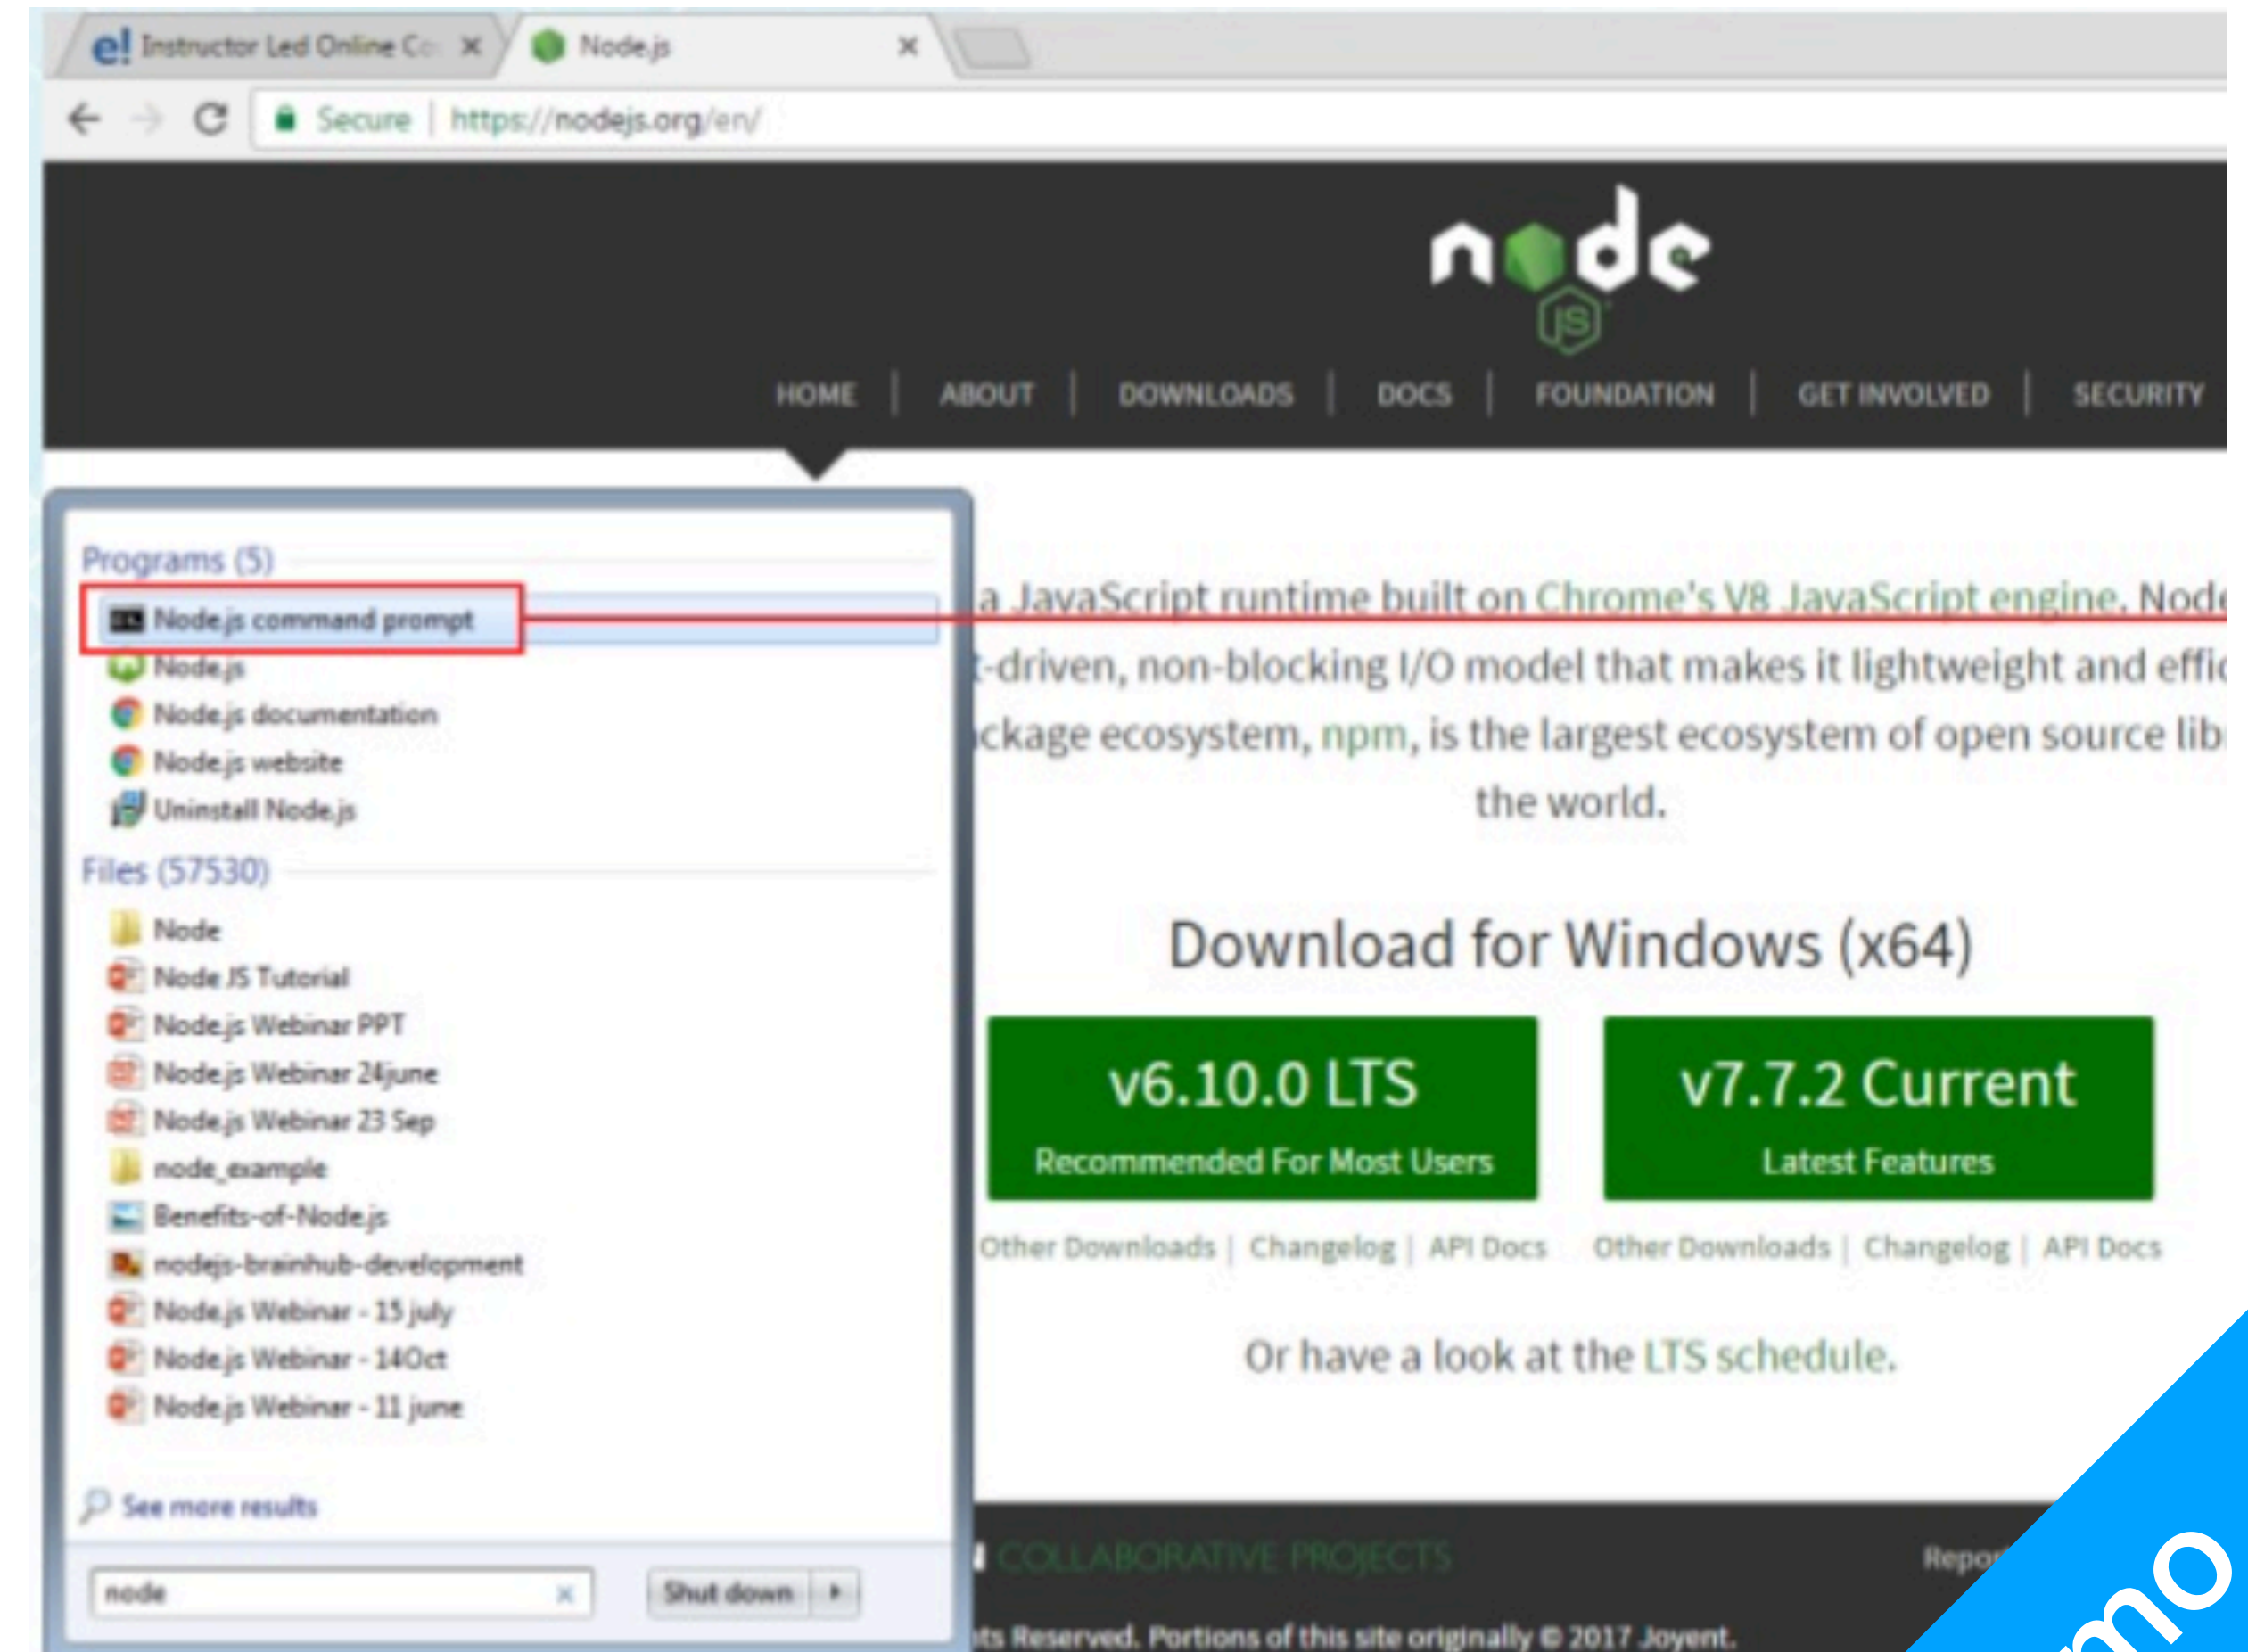 e! Instructor Led Online Co
Node.js
Secure | https://nodejs.org/en/
node
JS
HOME | ABOUT | DOWNLOADS | DOCS | FOUNDATION | GET INVOLVED | SECURITY
Programs (5)
Node.js command prompt
Node.js
Node.js documentation
Node.js website
Uninstall Node.js
Files (57530)
Node
Node JS Tutorial
Node.js Webinar PPT
Node.js Webinar 24june
Node.js Webinar 23 Sep
node_example
Benefits-of-Node.js
nodejs-brainhub-development
Node.js Webinar - 15 july
Node.js Webinar - 14Oct
Node.js Webinar - 11 june
See more results
node
Shut down
a JavaScript runtime built on Chrome's V8 JavaScript engine. Node
t-driven, non-blocking I/O model that makes it lightweight and effic
ckage ecosystem, npm, is the largest ecosystem of open source lib
the world.
Download for Windows (x64)
v6.10.0 LTS
Recommended For Most Users
v7.7.2 Current
Latest Features
Other Downloads | Changelog | API Docs
Other Downloads | Changelog | API Docs
Or have a look at the LTS schedule.
COLLABORATIVE PROJECTS
Repor
ts Reserved. Portions of this site originally © 2017 Joyent.
mo